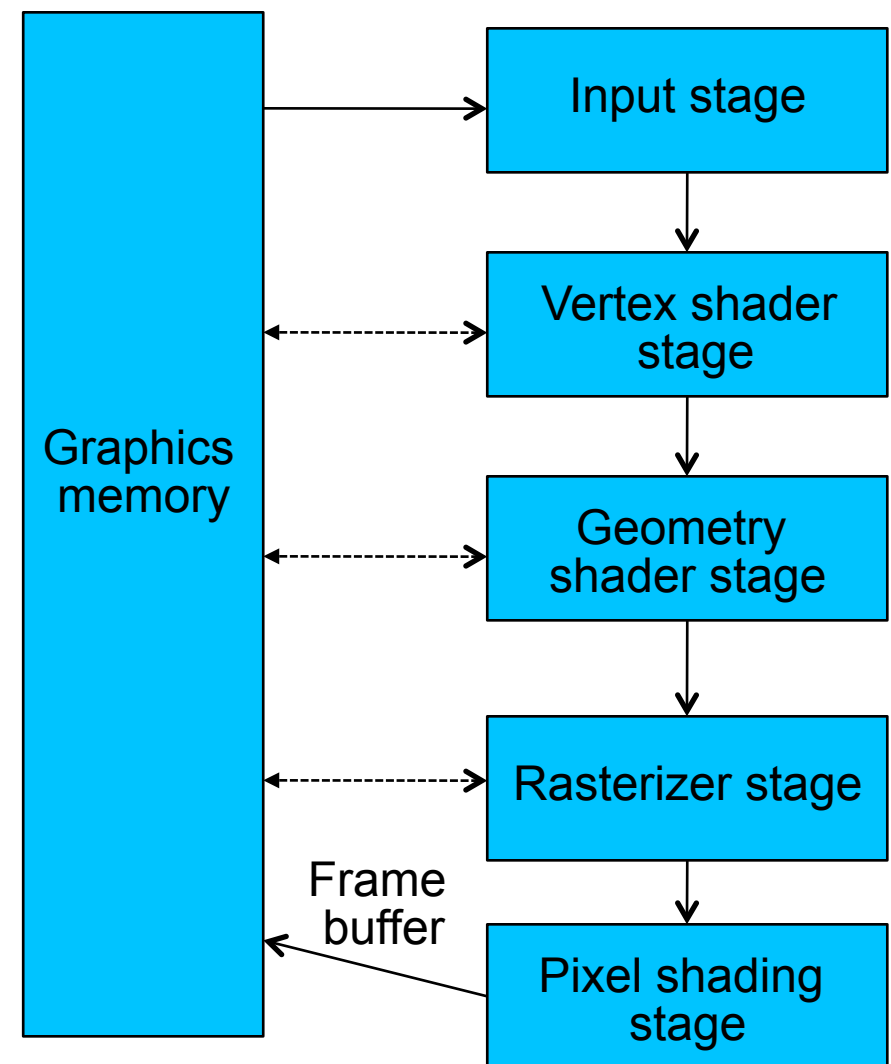 Input stage
Vertex shader
stage
Graphics
memory
Geometry
shader stage
Rasterizer stage
Frame
buffer
Pixel shading
stage